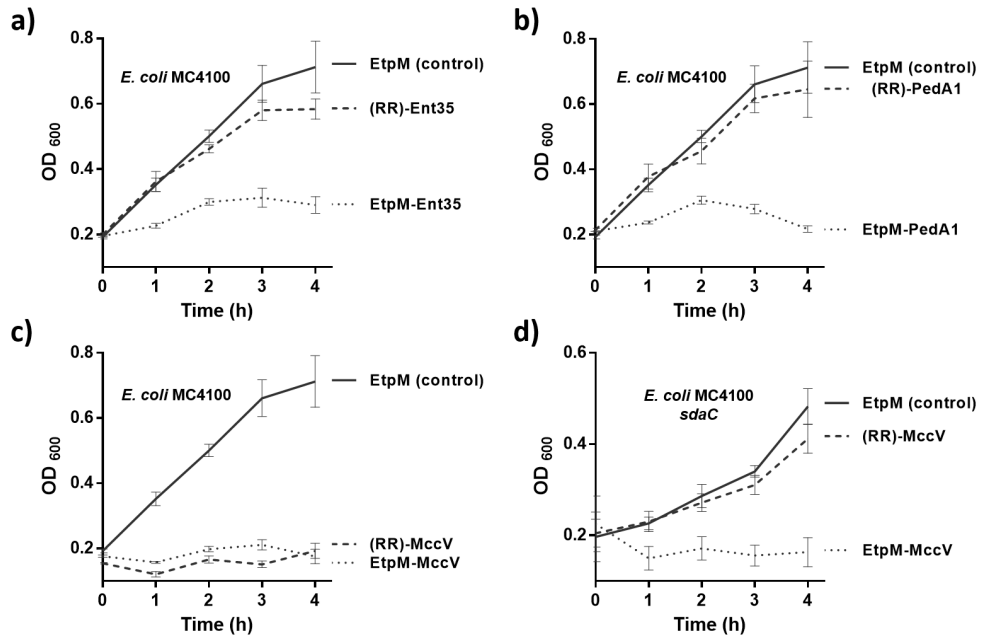 a)
0.8
0.6
0.4
0.2
OD 600
0 1 2 3 4
Time (h)
E. coli MC4100
EtpM (control)
(RR)-Ent35
EtpM-Ent35
b)
0.8
0.6
0.4
0.2
OD 600
0 1 2 3 4
Time (h)
E. coli MC4100
EtpM (control)
(RR)-PedA1
EtpM-PedA1
c)
0.8
0.6
0.4
0.2
OD 600
0 1 2 3 4
Time (h)
E. coli MC4100
EtpM (control)
(RR)-MccV
EtpM-MccV
d)
0.6
0.4
0.2
OD 600
0 1 2 3 4
Time (h)
E. coli MC4100
sdaC
EtpM (control)
(RR)-MccV
EtpM-MccV